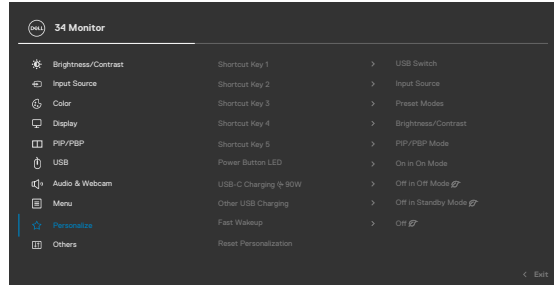 DELL
34 Monitor
Brightness/Contrast Shortcut Key 1 > USB Switch
Input Source Shortcut Key 2 > Input Source
Color Shortcut Key 3 > Preset Modes
Display Shortcut Key 4 > Brightness/Contrast
PIP/PBP Shortcut Key 5 > PIP/PBP Mode
USB Power Button LED > On in On Mode
Audio & Webcam USB-C Charging 90W > Off in Off Mode
Menu Other USB Charging > Off in Standby Mode
Personalize Fast Wakeup > Off
Others Reset Personalization
< Exit